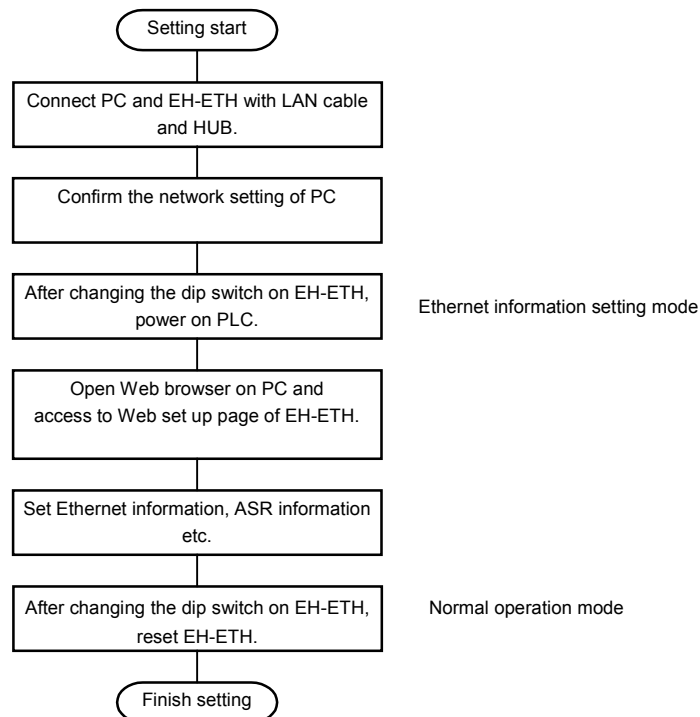 Setting start
Connect PC and EH-ETH with LAN cable
and HUB.
Confirm the network setting of PC
After changing the dip switch on EH-ETH,
power on PLC.
Ethernet information setting mode
Open Web browser on PC and
access to Web set up page of EH-ETH.
Set Ethernet information, ASR information
etc.
After changing the dip switch on EH-ETH,
reset EH-ETH.
Normal operation mode
Finish setting